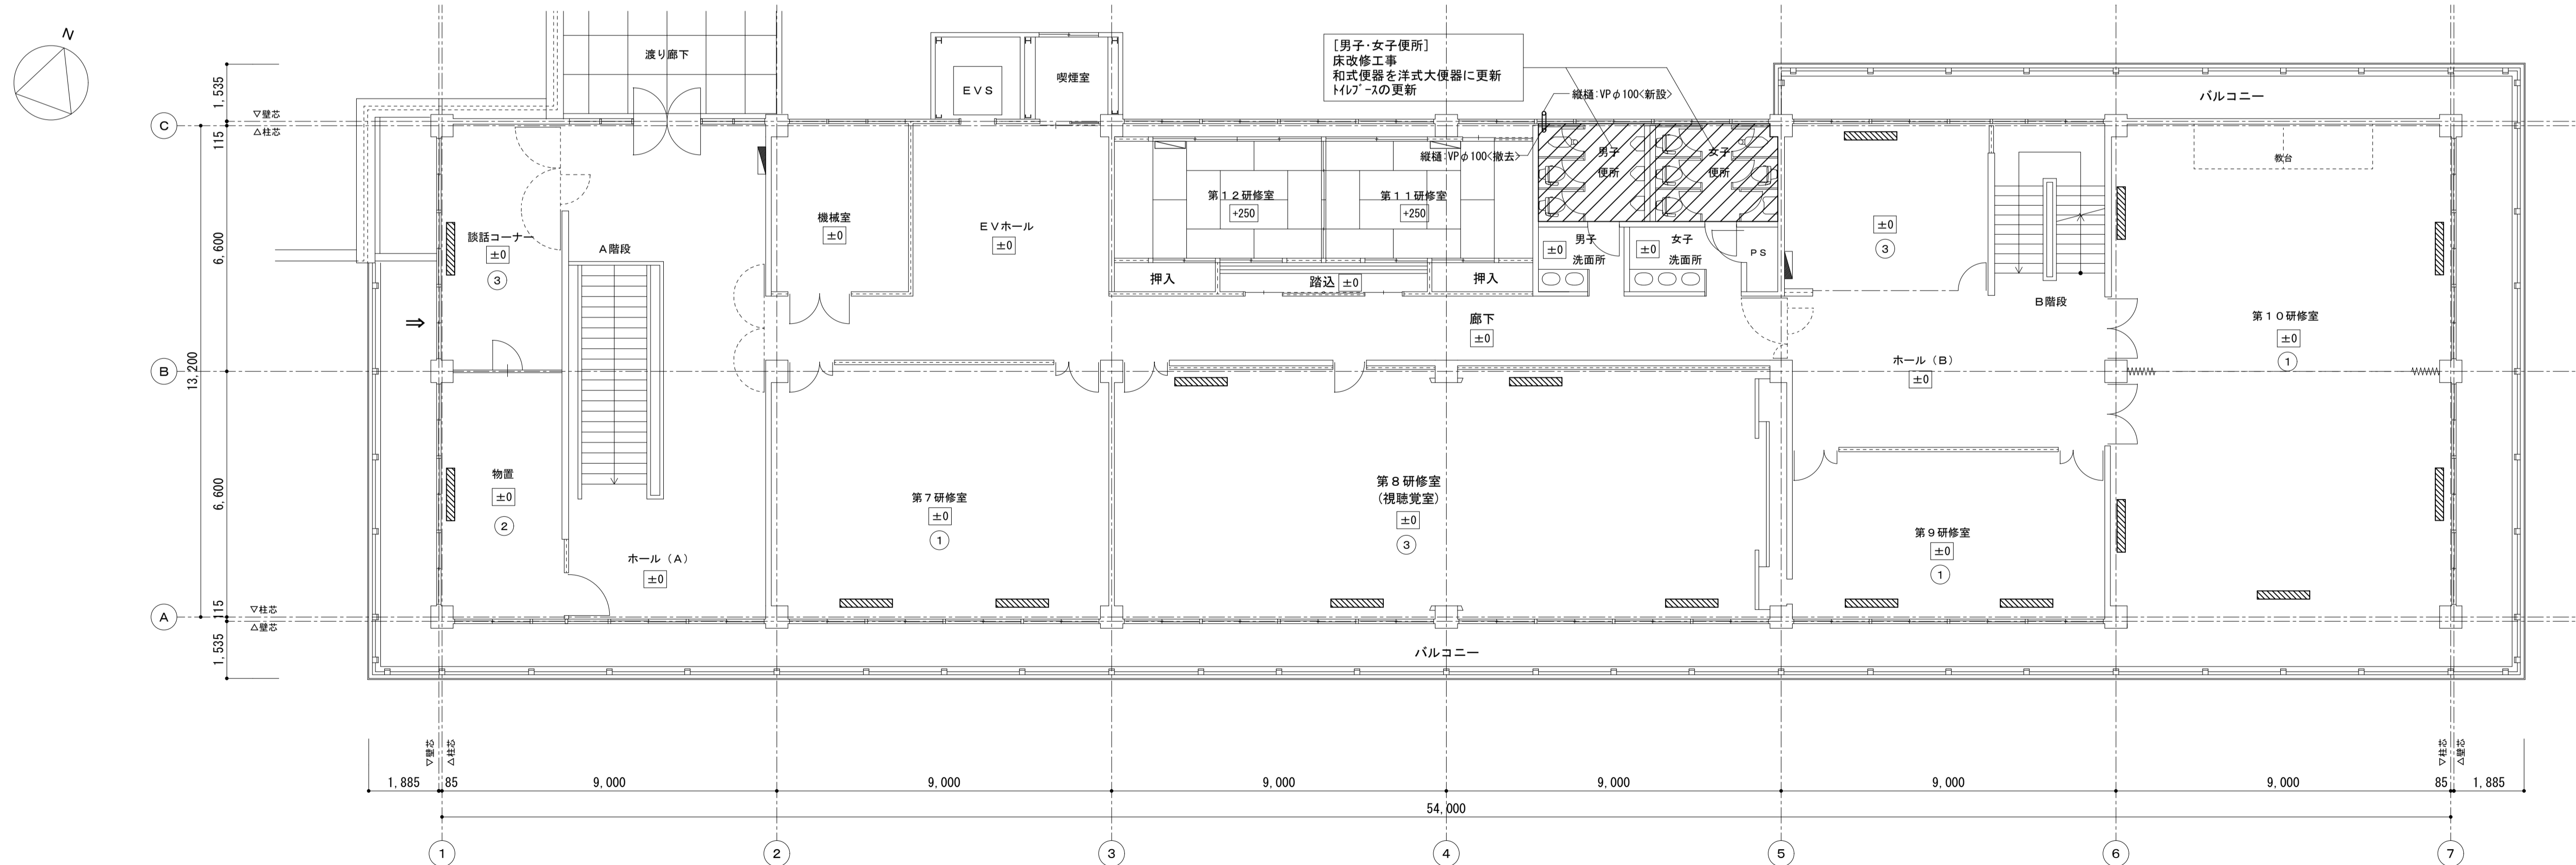 N
渡り廊下
EVS
喫煙室
[男子･女子便所]
床改修工事
和式便器を洋式大便器に更新
ﾄｲﾚﾌﾞｰｽの更新
縦樋:VPφ100<新設>
縦樋:VPφ100<撤去>
バルコニー
教台
1,535
115
6,600
13,200
6,600
115
1,535
▽壁芯
△柱芯
▽柱芯
△壁芯
C
B
A
談話コーナー
±0
3
A階段
機械室
±0
EVホール
±0
第12研修室
+250
第11研修室
+250
男子
便所
女子
便所
±0
男子
洗面所
±0
女子
洗面所
PS
押入
踏込 ±0
押入
±0
3
B階段
第10研修室
±0
1
⇒
廊下
±0
ホール(B)
±0
物置
±0
2
ホール(A)
±0
第7研修室
±0
1
第8研修室
(視聴覚室)
±0
3
第9研修室
±0
1
バルコニー
▽壁芯
△柱芯
▽柱芯
△壁芯
1,885
85
9,000
9,000
9,000
9,000
9,000
9,000
85
1,885
54,000
1
2
3
4
5
6
7